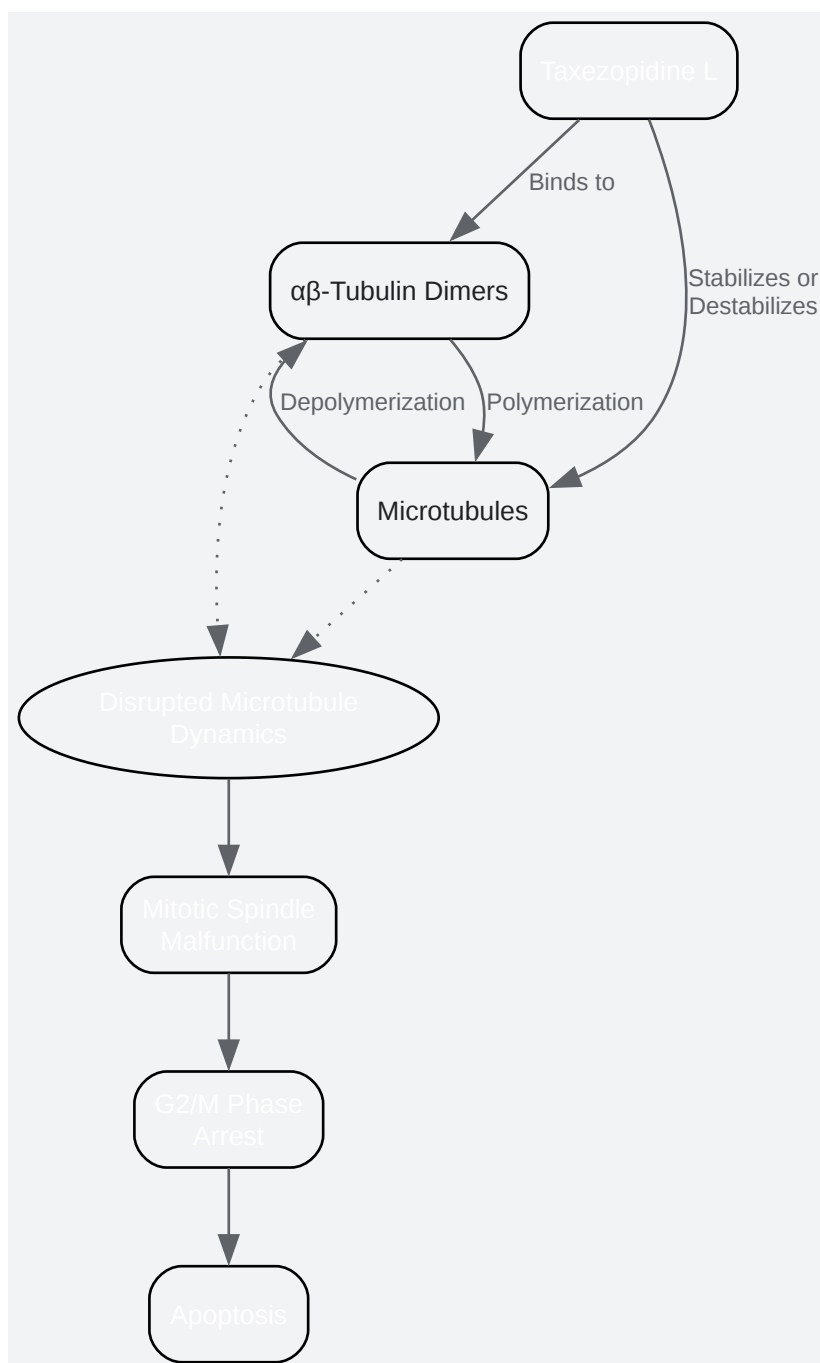 Taxezopidine L
Binds to
Stabilizes or
Destabilizes
αβ-Tubulin Dimers
Depolymerization
Polymerization
Microtubules
Disrupted Microtubule
Dynamics
Mitotic Spindle
Malfunction
G2/M Phase
Arrest
Apoptosis